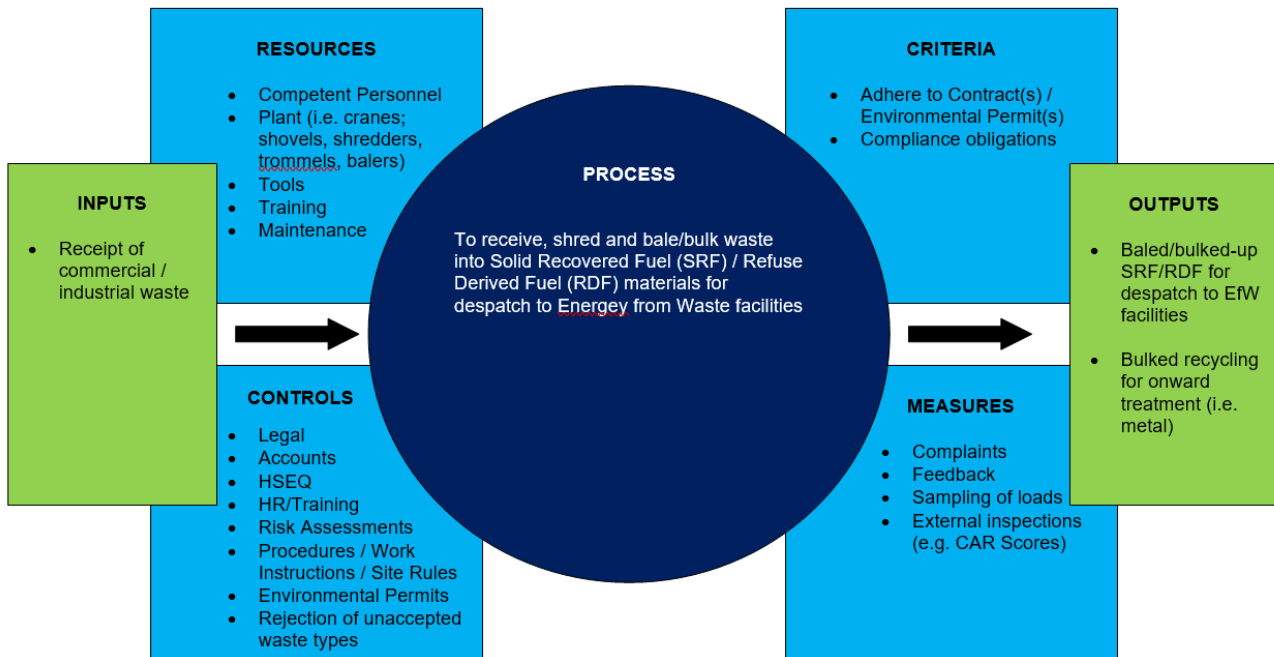 RESOURCES
Competent Personnel
Plant (i.e. cranes;
shovels, shredders,
trommels, balers)
Tools
Training
Maintenance
CRITERIA
Adhere to Contract(s) /
Environmental Permit(s)
Compliance obligations
INPUTS
Receipt of
commercial /
industrial waste
PROCESS
To receive, shred and bale/bulk waste
into Solid Recovered Fuel (SRF) / Refuse
Derived Fuel (RDF) materials for
despatch to Energey from Waste facilities
OUTPUTS
Baled/bulked-up
SRF/RDF for
despatch to EfW
facilities
Bulked recycling
for onward
treatment (i.e.
metal)
CONTROLS
Legal
Accounts
HSEQ
HR/Training
Risk Assessments
Procedures / Work
Instructions / Site Rules
Environmental Permits
Rejection of unaccepted
waste types
MEASURES
Complaints
Feedback
Sampling of loads
External inspections
(e.g. CAR Scores)